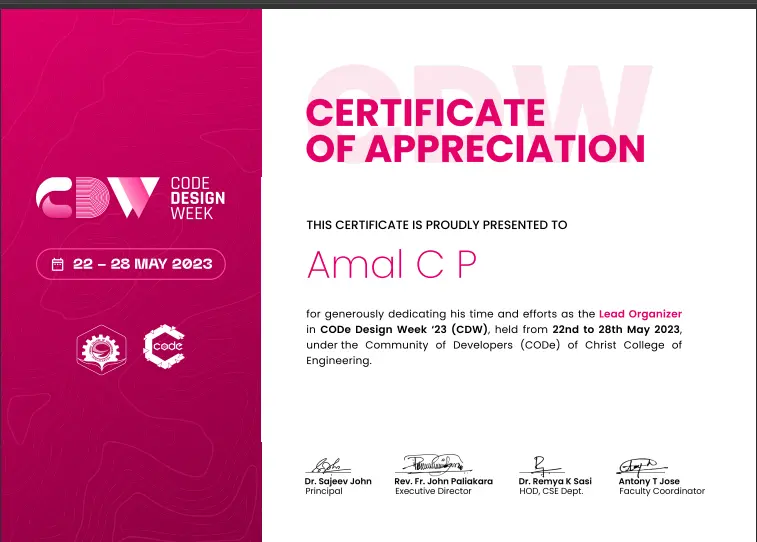 CDW
CODE
DESIGN
WEEK
22 – 28 MAY 2023
code
CDW
CERTIFICATE
OF APPRECIATION
THIS CERTIFICATE IS PROUDLY PRESENTED TO
Amal C P
for generously dedicating his time and efforts as the Lead Organizer
in CODe Design Week ‘23 (CDW), held from 22nd to 28th May 2023,
under the Community of Developers (CODe) of Christ College of
Engineering.
Dr. Sajeev John
Principal
Rev. Fr. John Paliakara
Executive Director
Dr. Remya K Sasi
HOD, CSE Dept.
Antony T Jose
Faculty Coordinator